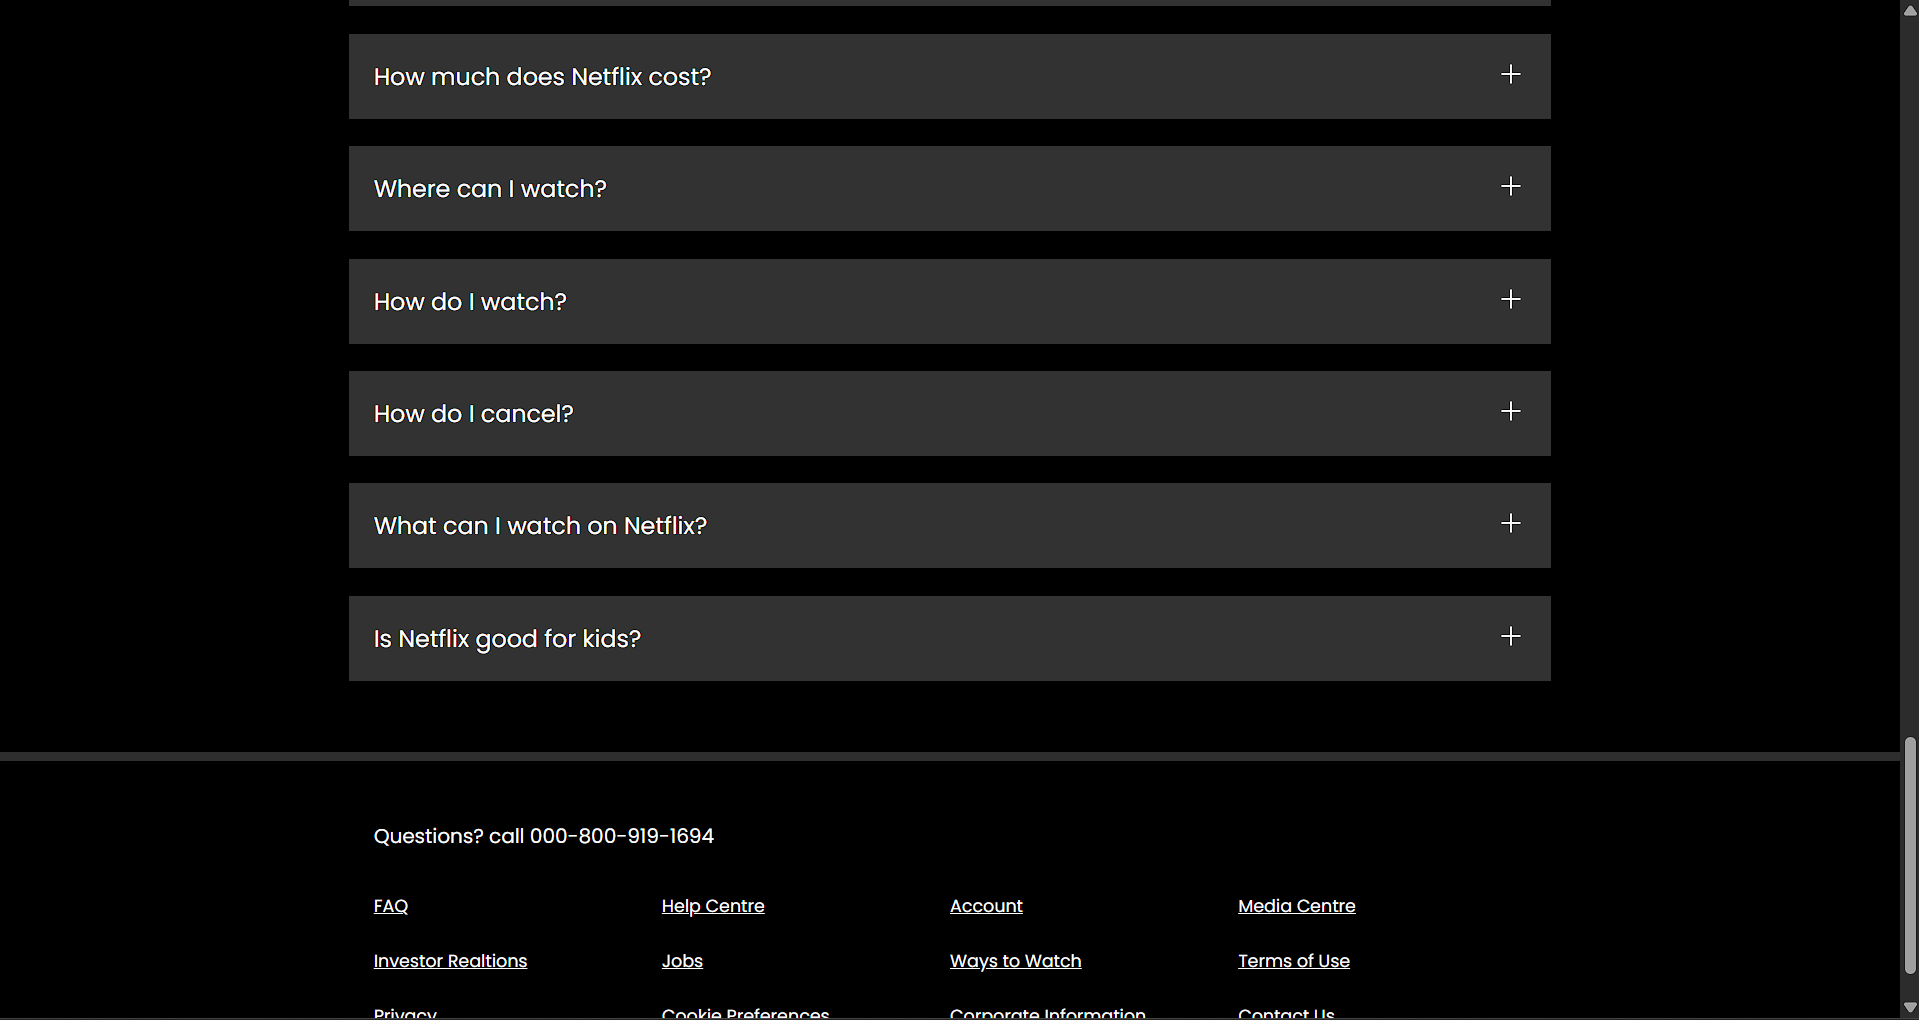 How much does Netflix cost?
Where can I watch?
How do I watch?
How do I cancel?
What can I watch on Netflix?
Is Netflix good for kids?
Questions? call 000-800-919-1694
FAQ Help Centre Account Media Centre
Investor Realtions Jobs Ways to Watch Terms of Use
Privacy Cookie Preferences Corporate Information Contact Us